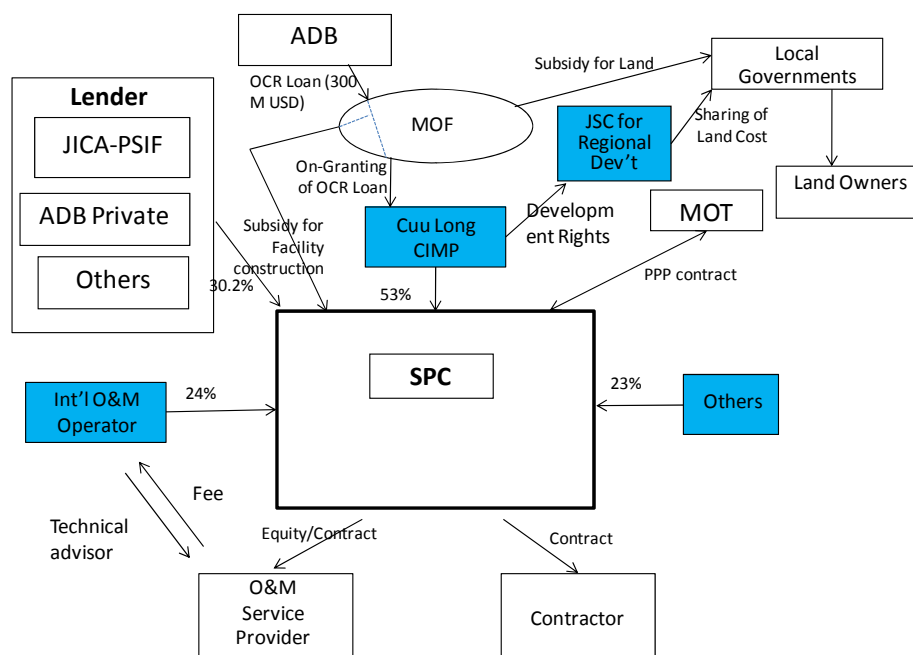 ADB
OCR Loan (300
M USD)
Subsidy for Land
Local
Governments
Lender
JICA-PSIF
ADB Private
Others
MOF
JSC for
Regional
Dev't
Sharing of
Land Cost
On-Granting
of OCR Loan
Land Owners
MOT
Cuu Long
CIMP
Developm
ent Rights
Subsidy for
Facility
construction
30.2%
53%
PPP contract
SPC
Int'l O&M
Operator
24%
23%
Others
Fee
Technical
advisor
Equity/Contract
Contract
O&M
Service
Provider
Contractor